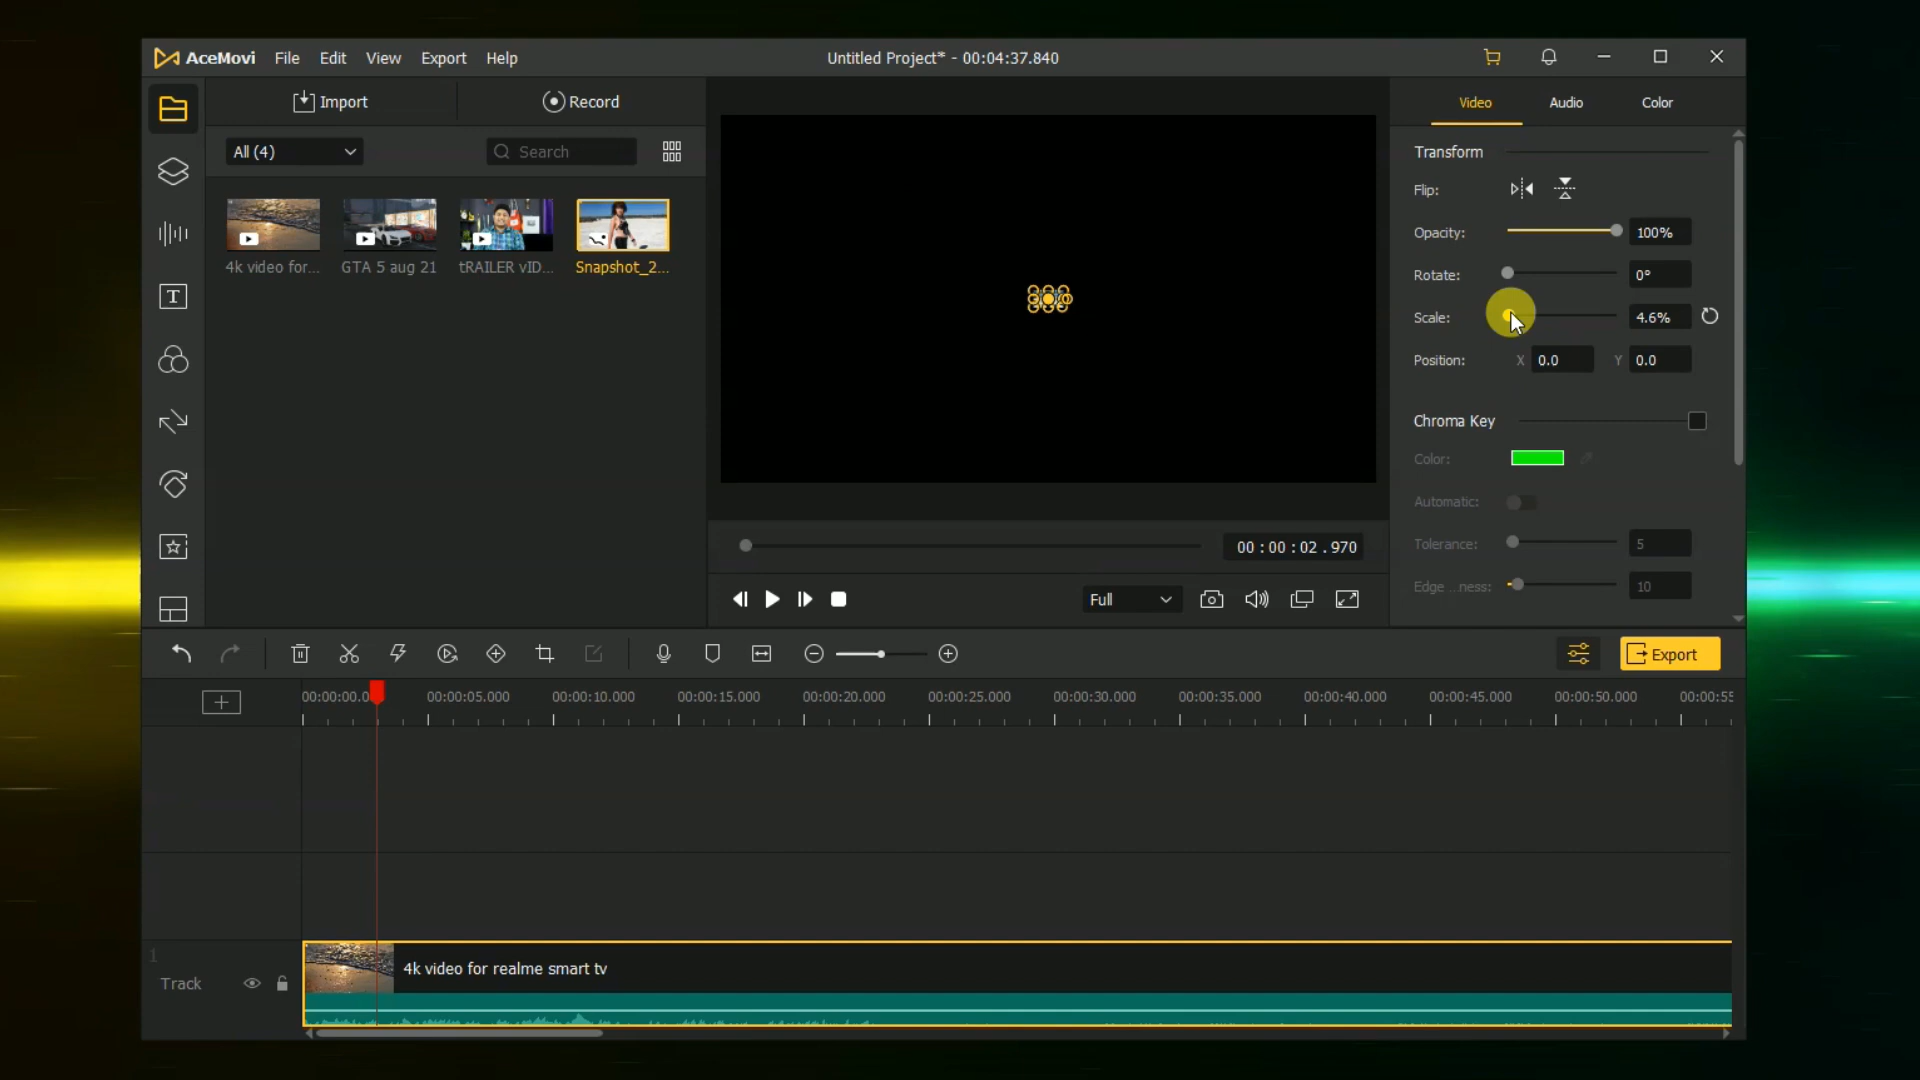 AceMovi File Edit View Export Help Untitled Project* - 00:04:37.840
Import Record
Video Audio Color
All (4) Search
Transform
Flip:
Opacity: 100%
Rotate: 0°
Scale: 4.6%
Position: X 0.0 Y 0.0
4k video for... GTA 5 aug 21 tRAILER vID... Snapshot_2...
Chroma Key
Color:
Automatic:
Tolerance: 5
Edge ...ness: 10
00:00:02.970
Full
Export
00:00:00.0 00:00:05.000 00:00:10.000 00:00:15.000 00:00:20.000 00:00:25.000 00:00:30.000 00:00:35.000 00:00:40.000 00:00:45.000 00:00:50.000 00:00:55
1
Track
4k video for realme smart tv